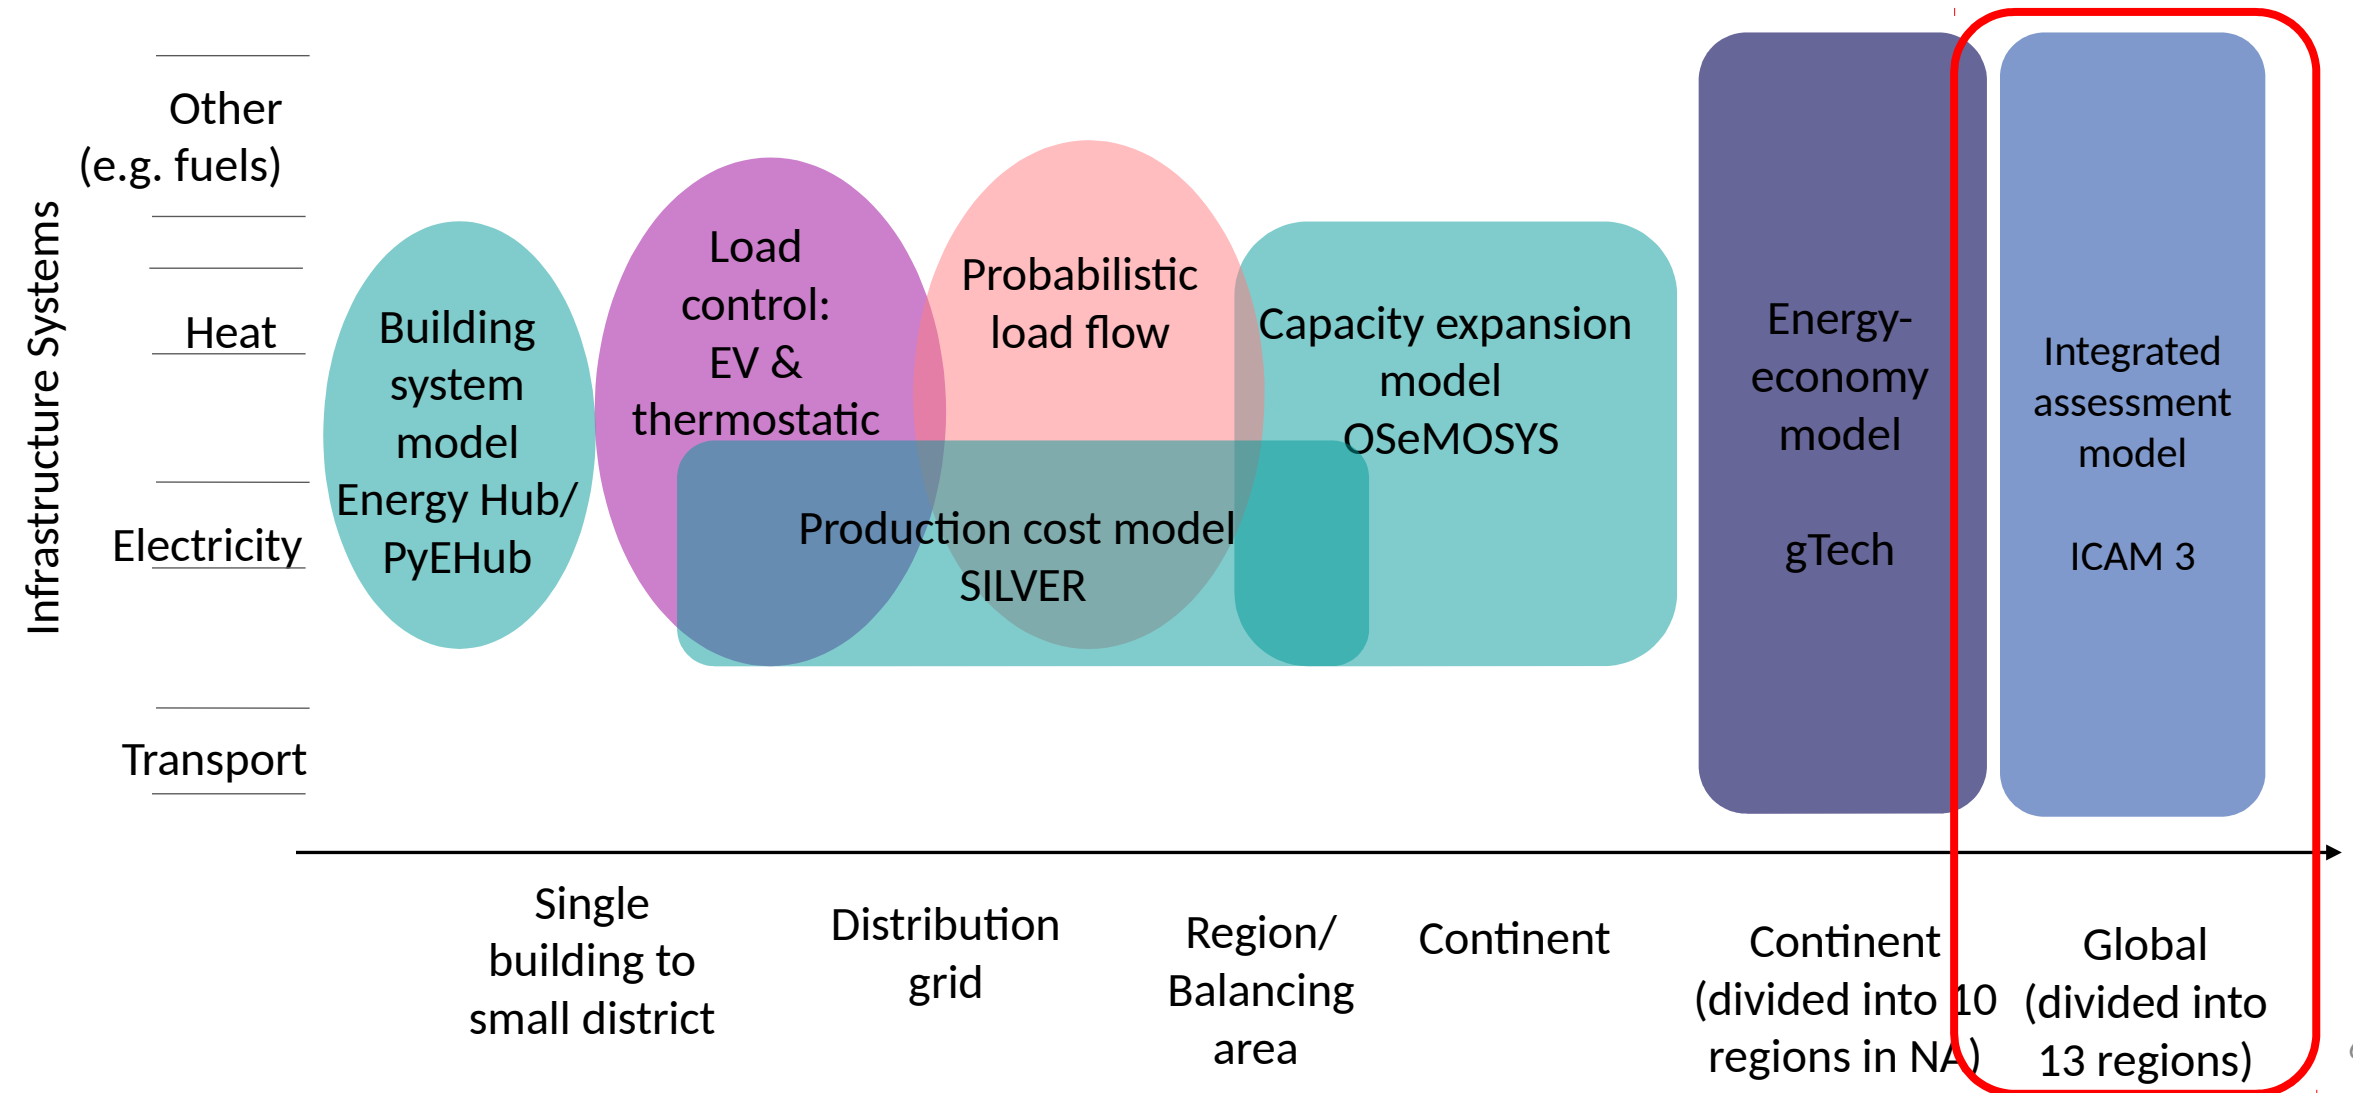 Infrastructure Systems
Other
(e.g. fuels)
Heat
Electricity
Transport
Building
system
model
Energy Hub/
PyEHub
Load
control:
EV &
thermostatic
Probabilistic
load flow
Production cost model
SILVER
Capacity expansion
model
OSeMOSYS
Energy-
economy
model
gTech
Integrated
assessment
model
ICAM 3
Single
building to
small district
Distribution
grid
Region/
Balancing
area
Continent
Continent
(divided into 10
regions in NA)
Global
(divided into
13 regions)